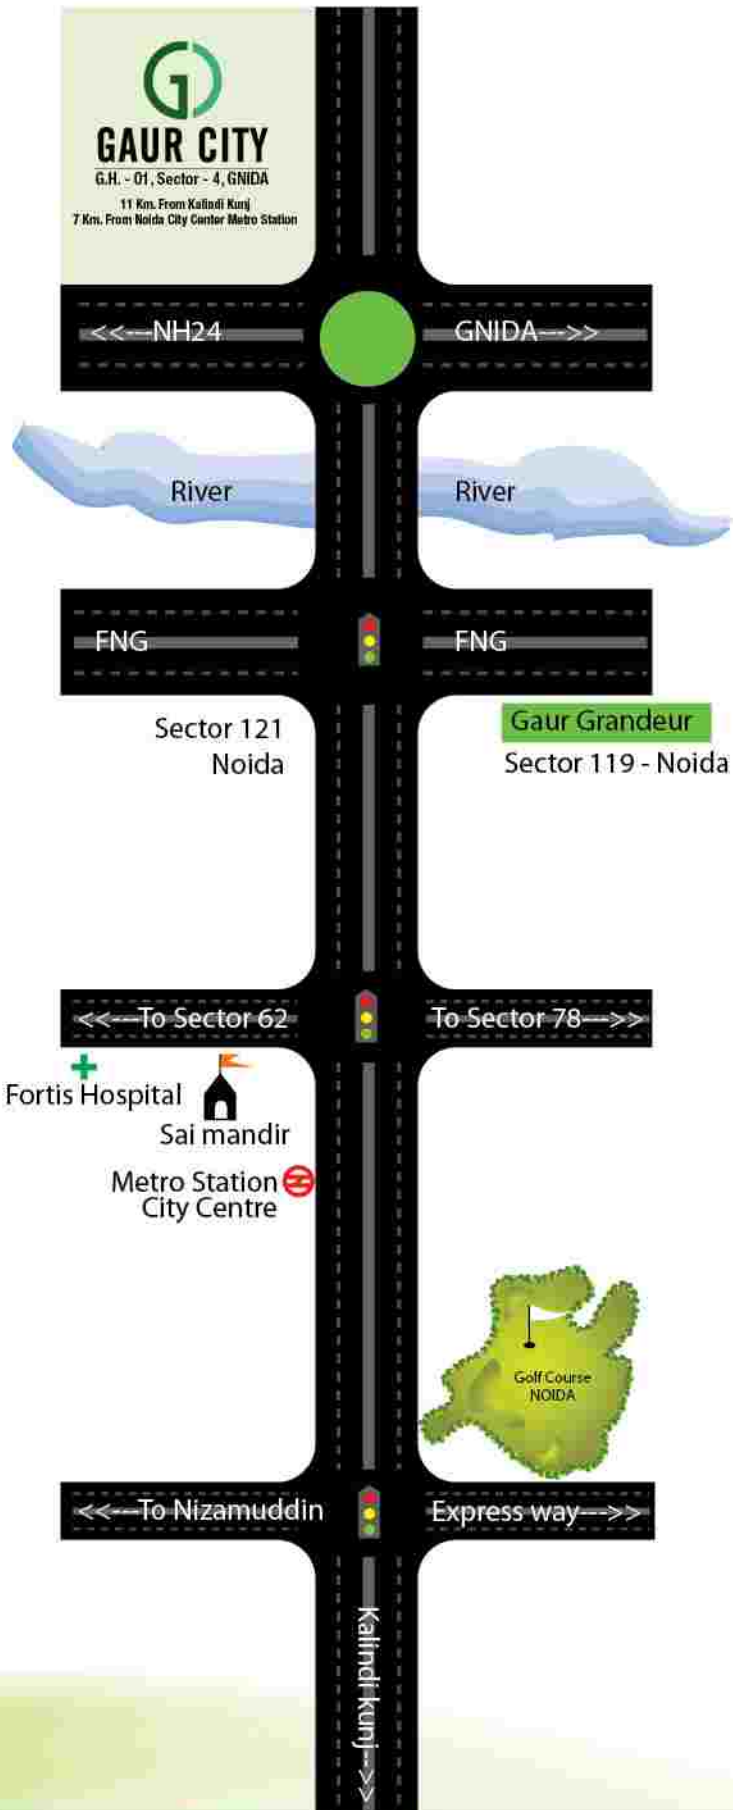 GAUR CITY
G.H. - 01, Sector - 4, GNIDA
11 Km. From Kalindi Kunj
7 Km. From Noida City Center Metro Station
<<---NH24
GNIDA--->>
River
River
FNG
FNG
Sector 121
Noida
Gaur Grandeur
Sector 119 - Noida
<<---To Sector 62
To Sector 78--->>
Fortis Hospital
Sai mandir
Metro Station
City Centre
Golf Course
NOIDA
<<---To Nizamuddin
Express way--->>
Kalindi kunj-->>